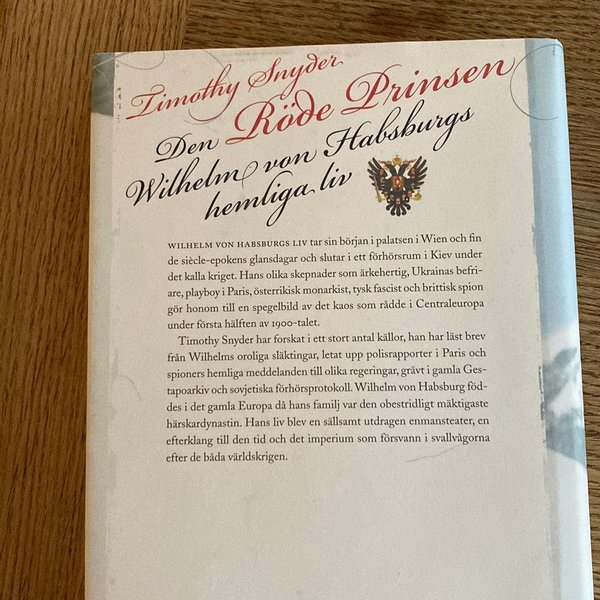 Timothy Snyder
Den Röde Prinsen
Wilhelm von Habsburgs
hemliga liv
WILHELM VON HABSBURGS LIV tar sin början i palatsen i Wien och fin
de siècle-epokens glansdagar och slutar i ett förhörsrum i Kiev under
det kalla kriget. Hans olika skepnader som ärkehertig, Ukrainas befri-
are, playboy i Paris, österrikisk monarkist, tysk fascist och brittisk spion
gör honom till en spegelbild av det kaos som rådde i Centraleuropa
under första hälften av 1900-talet.
Timothy Snyder har forskat i ett stort antal källor, han har läst brev
från Wilhelms oroliga släktingar, letat upp polisrapporter i Paris och
spioners hemliga meddelanden till olika regeringar, grävt i gamla Ges-
tapoarkiv och sovjetiska förhörsprotokoll. Wilhelm von Habsburg föd-
des i det gamla Europa då hans familj var den obestridligt mäktigaste
härskardynastin. Hans liv blev en sällsamt utdragen enmansteater, en
efterklang till den tid och det imperium som försvann i svallvågorna
efter de båda världskrigen.